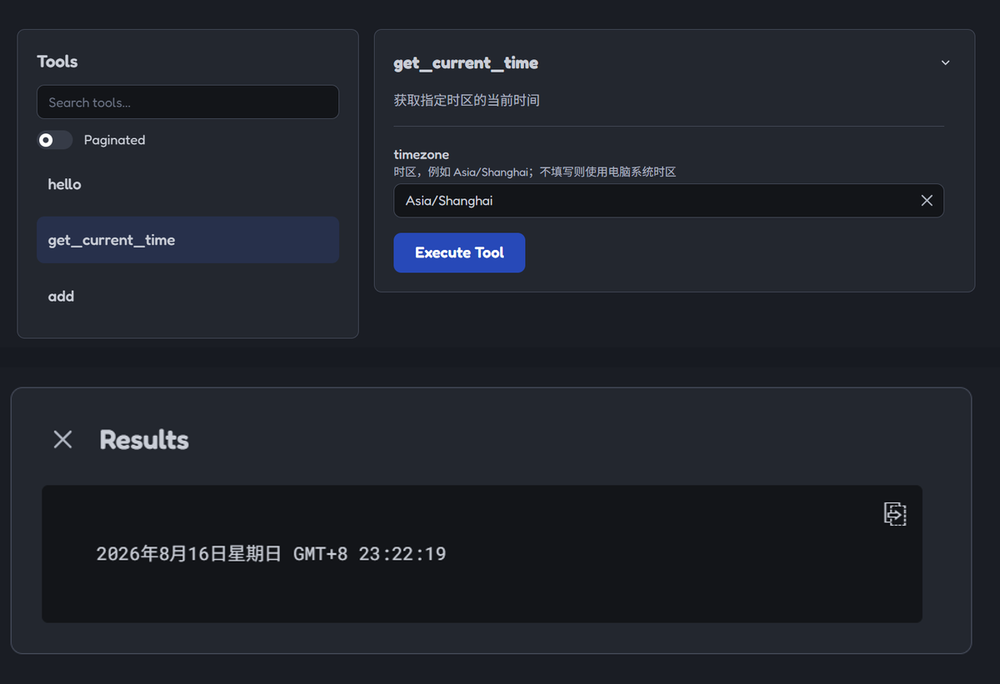 Tools
Search tools...
Paginated
hello
get_current_time
add
get_current_time
获取指定时区的当前时间
timezone
时区，例如 Asia/Shanghai；不填写则使用电脑系统时区
Asia/Shanghai
Execute Tool
Results
2026年8月16日星期日 GMT+8 23:22:19